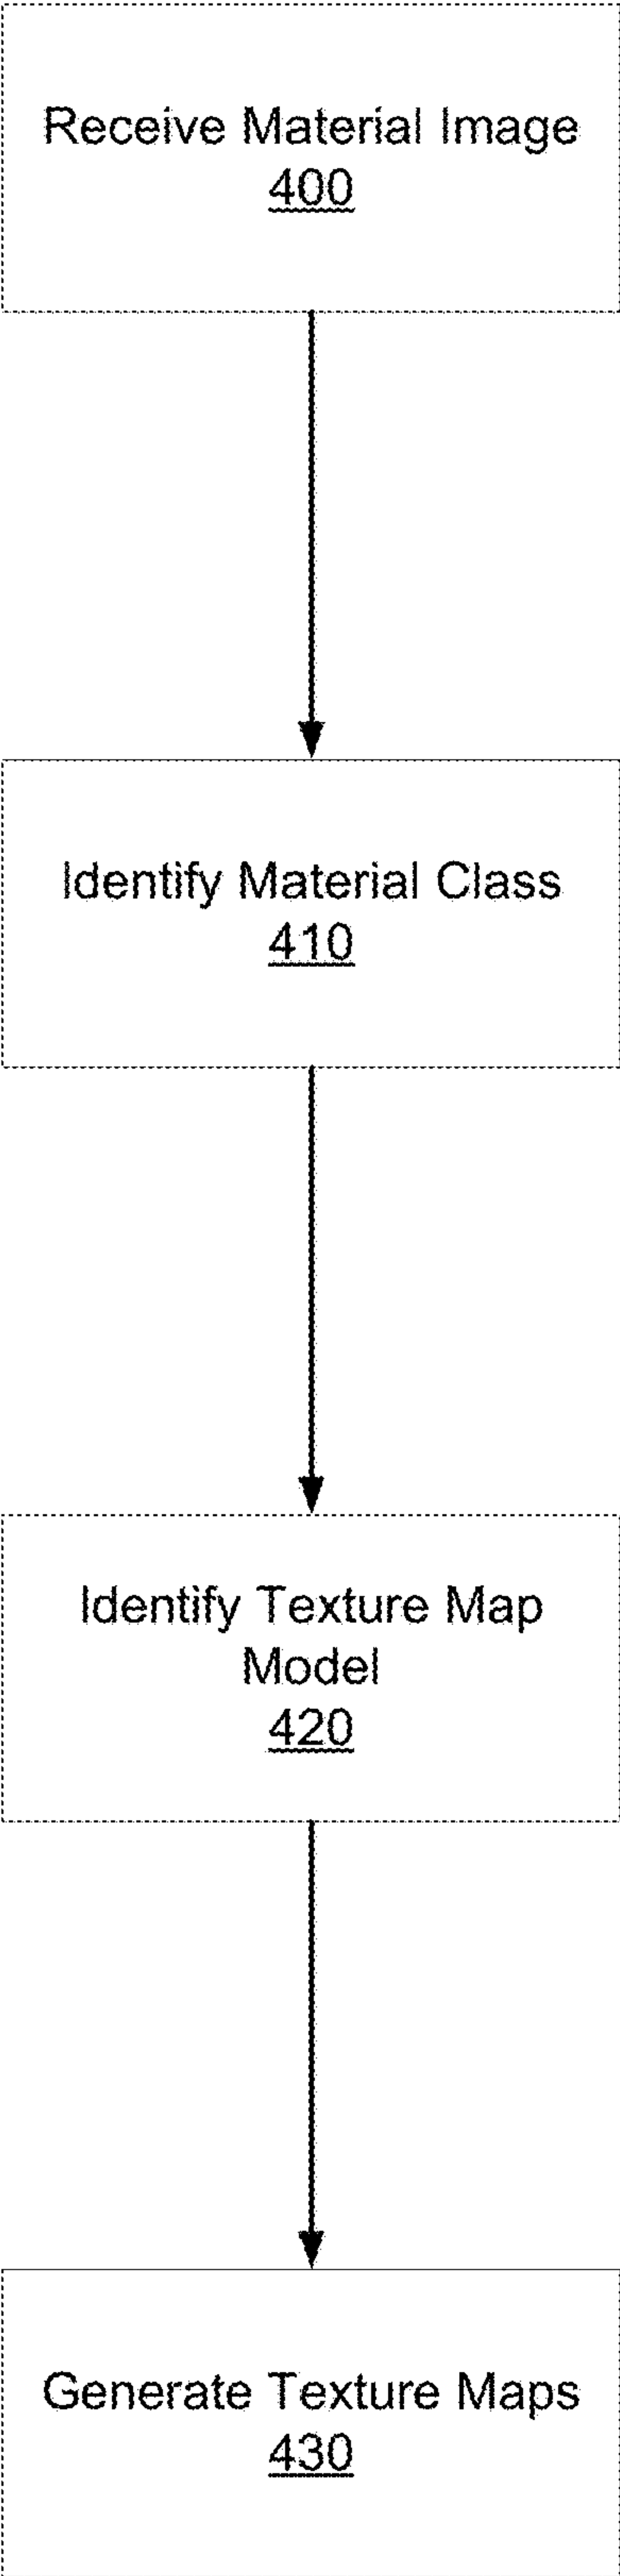 Receive Material Image
400
Identify Material Class
410
Identify Texture Map
Model
420
Generate Texture Maps
430